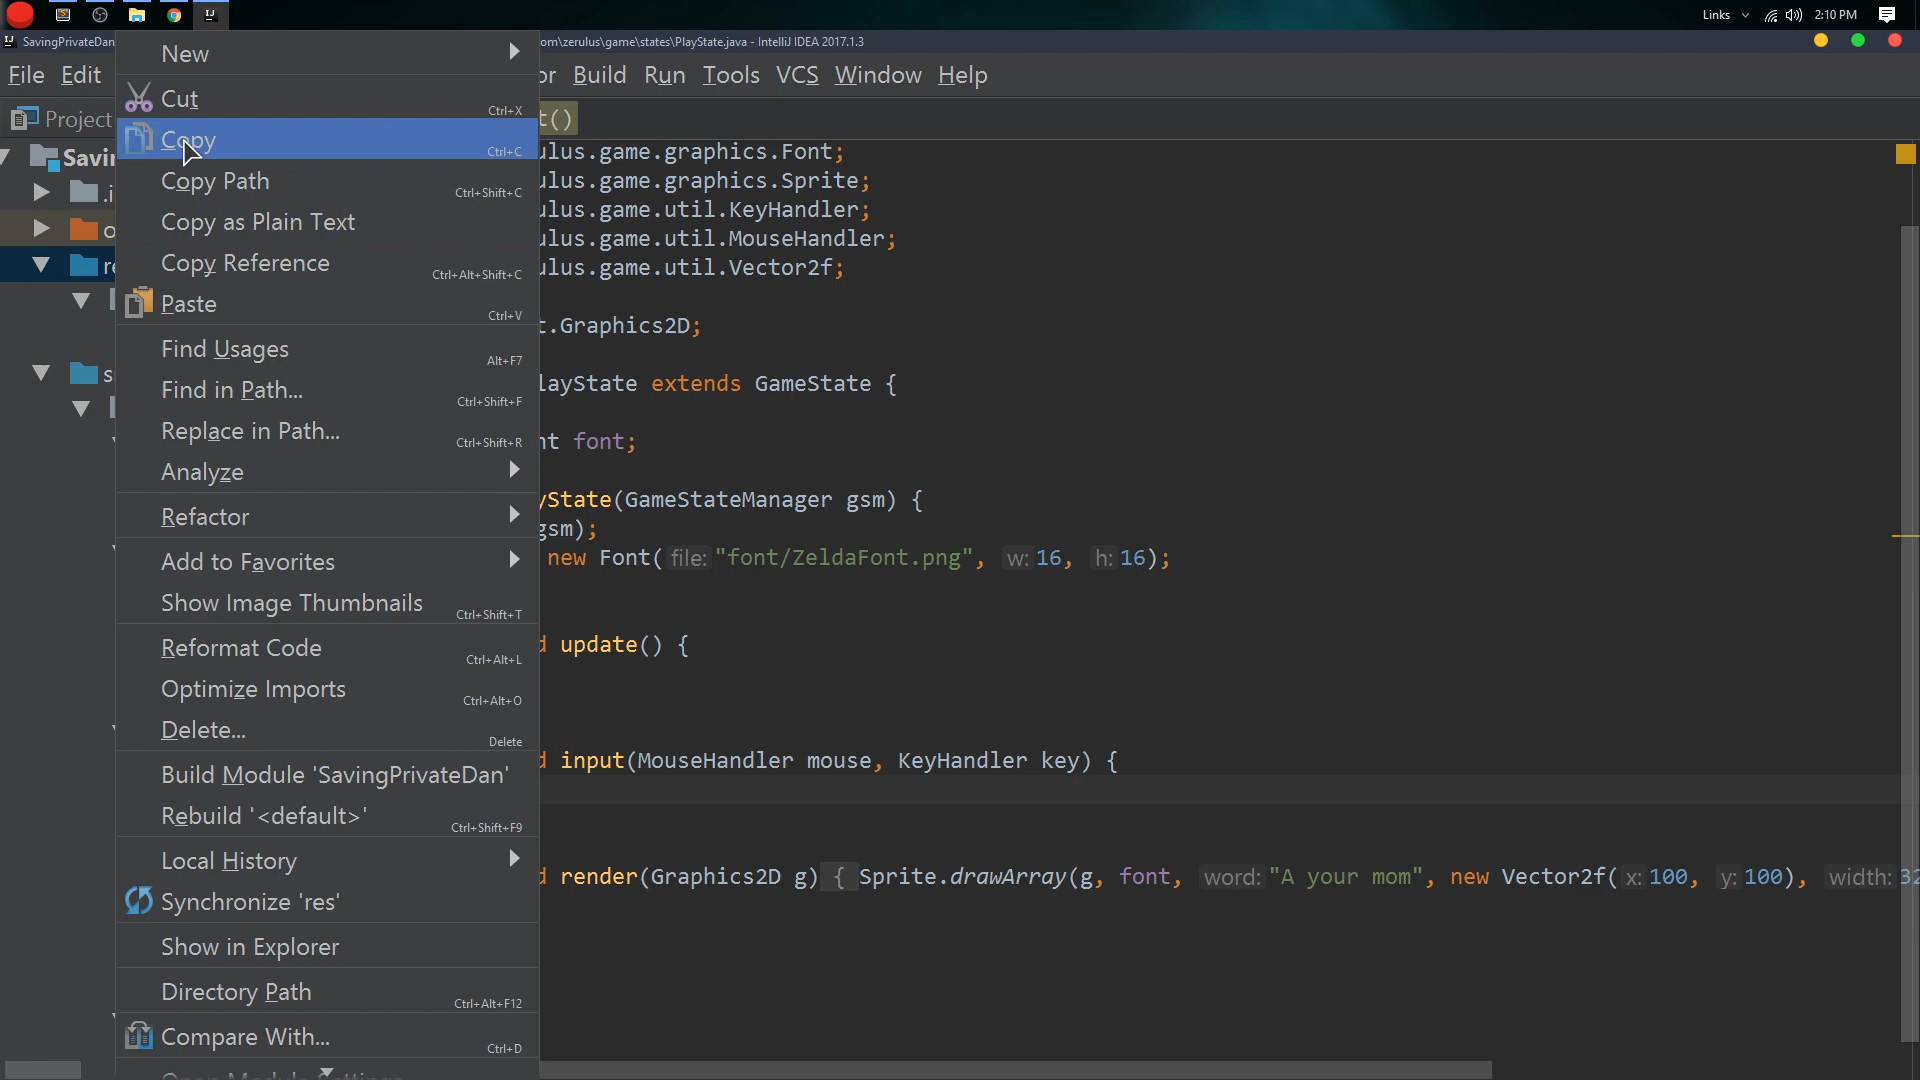 Links 2:10 PM
SavingPrivateDan om\zerulus\game\states\PlayState.java - IntelliJ IDEA 2017.1.3
File Edit or Build Run Tools VCS Window Help
Project t()
Savin
.i
o
re
s
New
Cut Ctrl+X
Copy Ctrl+C
Copy Path Ctrl+Shift+C
Copy as Plain Text
Copy Reference Ctrl+Alt+Shift+C
Paste Ctrl+V
Find Usages Alt+F7
Find in Path... Ctrl+Shift+F
Replace in Path... Ctrl+Shift+R
Analyze
Refactor
Add to Favorites
Show Image Thumbnails Ctrl+Shift+T
Reformat Code Ctrl+Alt+L
Optimize Imports Ctrl+Alt+O
Delete... Delete
Build Module 'SavingPrivateDan'
Rebuild '<default>' Ctrl+Shift+F9
Local History
Synchronize 'res'
Show in Explorer
Directory Path Ctrl+Alt+F12
Compare With... Ctrl+D
ulus.game.graphics.Font;
ulus.game.graphics.Sprite;
ulus.game.util.KeyHandler;
ulus.game.util.MouseHandler;
ulus.game.util.Vector2f;
t.Graphics2D;
layState extends GameState {
nt font;
yState(GameStateManager gsm) {
gsm);
new Font( file: "font/ZeldaFont.png", w: 16, h: 16);
d update() {
d input(MouseHandler mouse, KeyHandler key) {
d render(Graphics2D g) { Sprite.drawArray(g, font, word: "A your mom", new Vector2f( x: 100, y: 100), width: 32